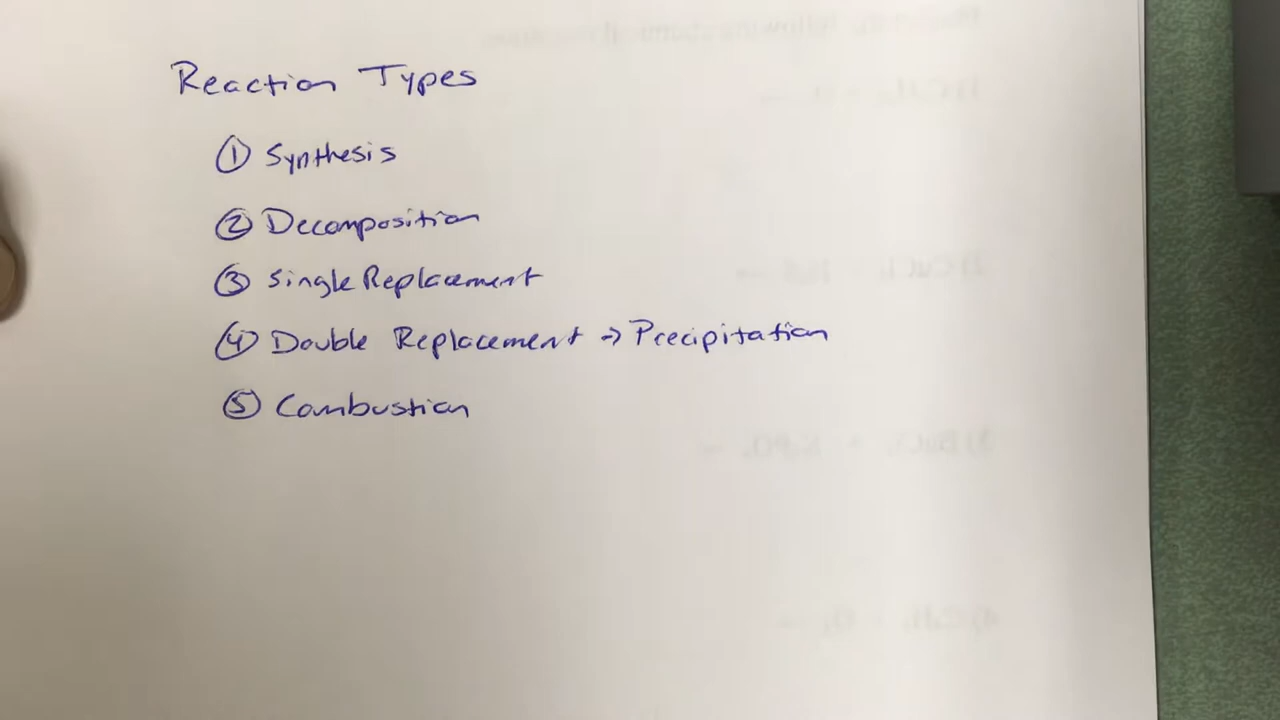 Reaction Types
① Synthesis
② Decomposition
③ Single Replacement
④ Double Replacement → Precipitation
⑤ Combustion